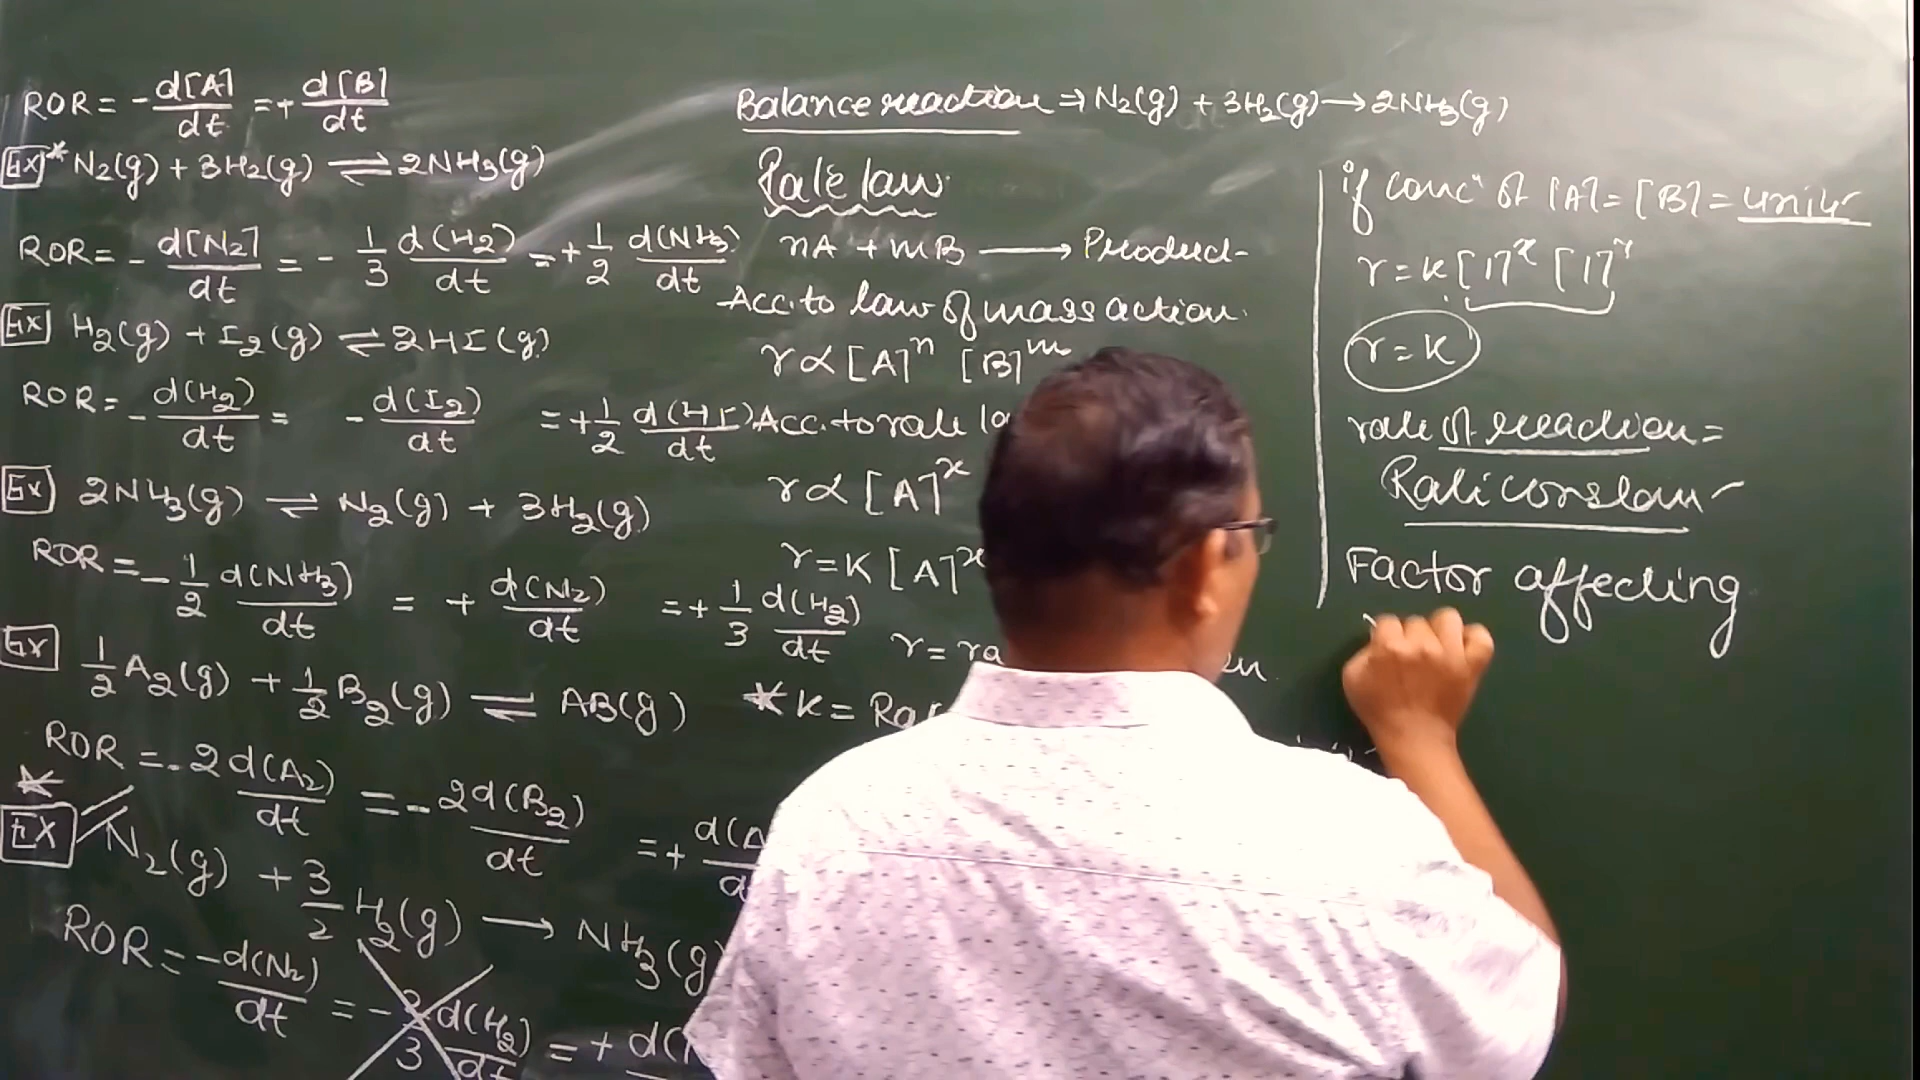 ROR = -d[A]/dt = + d[B]/dt
Ex * N₂(g) + 3H₂(g) ⇌ 2NH₃(g)
ROR = - d[N₂]/dt = - 1/3 d(H₂)/dt = + 1/2 d(NH₃)/dt
Ex H₂(g) + I₂(g) ⇌ 2HI(g)
ROR = - d(H₂)/dt = - d(I₂)/dt = + 1/2 d(HI)/dt
Ex 2NH₃(g) ⇌ N₂(g) + 3H₂(g)
ROR = - 1/2 d(NH₃)/dt = + d(N₂)/dt = + 1/3 d(H₂)/dt
Ex 1/2 A₂(g) + 1/2 B₂(g) ⇌ AB(g)
ROR = - 2d(A₂)/dt = - 2d(B₂)/dt = + d(A
*
Ex N₂(g) + 3/2 H₂(g) → NH₃(g)
ROR = -d(N₂)/dt = - 2/3 d(H₂)/dt = + d(
Balance reaction ⇒ N₂(g) + 3H₂(g) → 2NH₃(g)
Rate law
nA + mB → Product
Acc. to law of mass action.
r ∝ [A]ⁿ [B]ᵐ
Acc. to rate la
r ∝ [A]ˣ
r = K [A]ˣ
r = ra
* K = Ra
if concⁿ of [A] = [B] = unity
r = K [1]ˣ [1]ʸ
r = K
rate of reaction =
Rate constant
Factor affecting